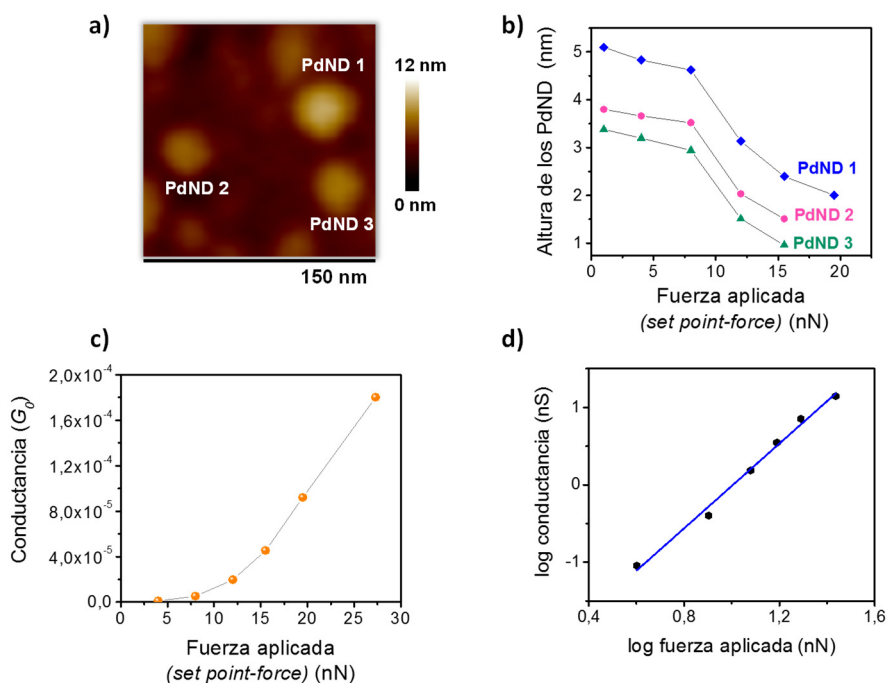 a)
PdND 1
PdND 2
PdND 3
150 nm
12 nm
0 nm
b)
Altura de los PdND (nm)
5
4
3
2
1
PdND 1
PdND 2
PdND 3
0 5 10 15 20
Fuerza aplicada
(set point-force) (nN)
c)
Conductancia (G₀)
2,0x10⁻⁴
1,6x10⁻⁴
1,2x10⁻⁴
8,0x10⁻⁵
4,0x10⁻⁵
0,0
0 5 10 15 20 25 30
Fuerza aplicada
(set point-force) (nN)
d)
log conductancia (nS)
1
0
-1
0,4 0,8 1,2 1,6
log fuerza aplicada (nN)